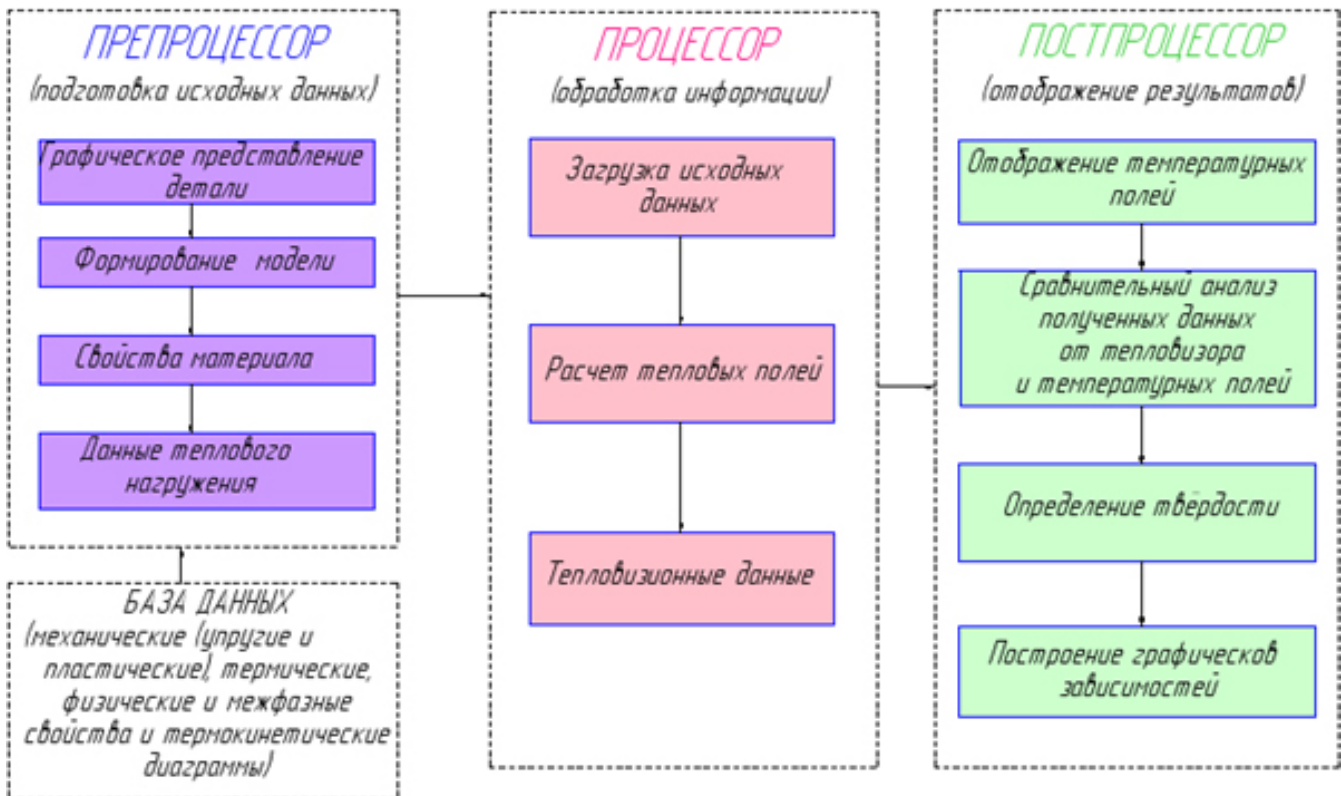 ПРЕПРОЦЕССОР
(подготовка исходных данных)
Графическое представление
детали
Формирование модели
Свойства материала
Данные теплового
нагружения
БАЗА ДАННЫХ
(механические (упругие и
пластические), термические,
физические и межфазные
свойства и термокинетические
диаграммы)
ПРОЦЕССОР
(обработка информации)
Загрузка исходных
данных
Расчет тепловых полей
Тепловизионные данные
ПОСТПРОЦЕССОР
(отображение результатов)
Отображение температурных
полей
Сравнительный анализ
полученных данных
от тепловизора
и температурных полей
Определение твёрдости
Построение графическов
зависимостей